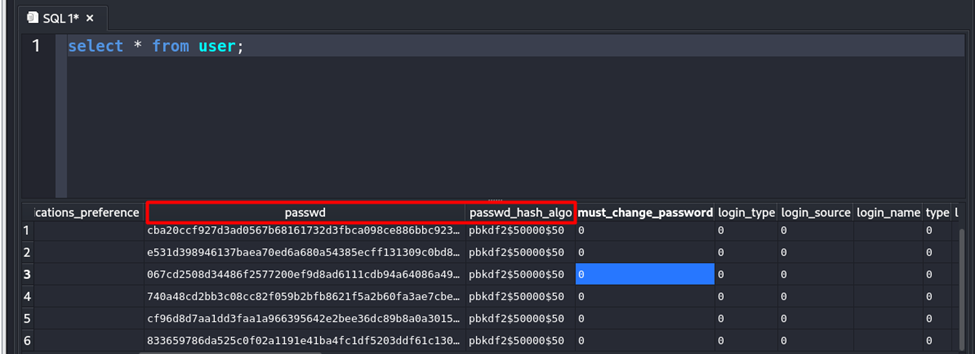 SQL 1* ×
1 select * from user;
ications_preference passwd passwd_hash_algo must_change_password login_type login_source login_name type l
1 cba20ccf927d3ad0567b68161732d3fbca098ce886bbc923… pbkdf2$50000$50 0 0 0 0
2 e531d398946137baea70ed6a680a54385ecff131309c0bd8… pbkdf2$50000$50 0 0 0 0
3 067cd2508d34486f2577200ef9d8ad6111cdb94a64086a49… pbkdf2$50000$50 0 0 0 0
4 740a48cd2bb3c08cc82f059b2bfb8621f5a2b60fa3ae7cbe… pbkdf2$50000$50 0 0 0 0
5 cf96d8d7aa1dd3faa1a966395642e2bee36dc89b8a0a3015… pbkdf2$50000$50 0 0 0 0
6 833659786da525c0f02a1191e41ba4fc1df5203ddf61c130… pbkdf2$50000$50 0 0 0 0